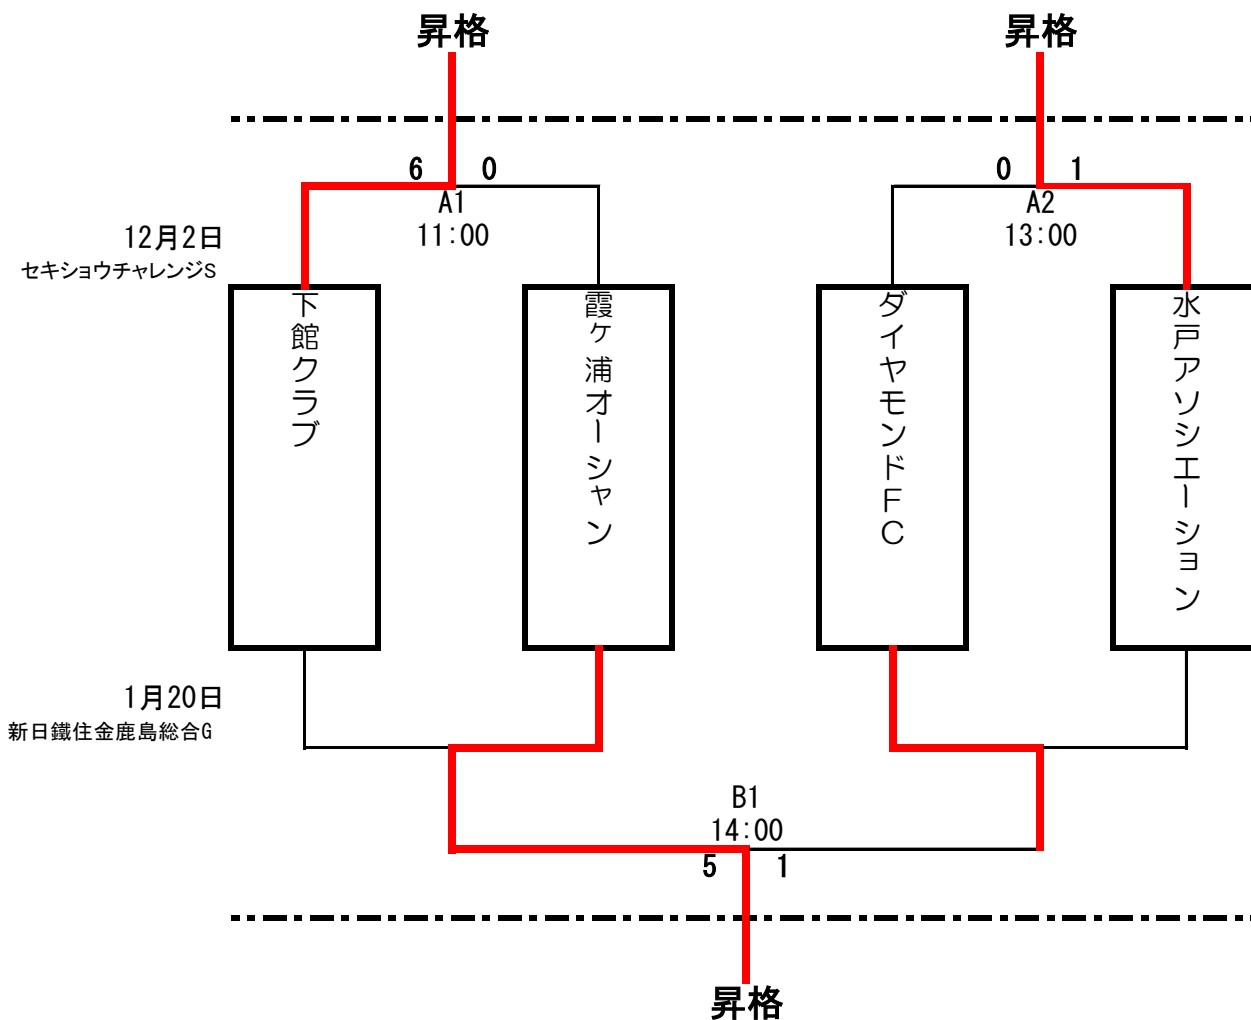 昇格
昇格
6 0
0 1
A1
11:00
A2
13:00
12月2日
セキショウチャレンジS
下館クラブ
霞ヶ浦オーシャン
ダイヤモンドFC
水戸アソシエーション
1月20日
新日鐵住金鹿島総合G
B1
14:00
5 1
昇格